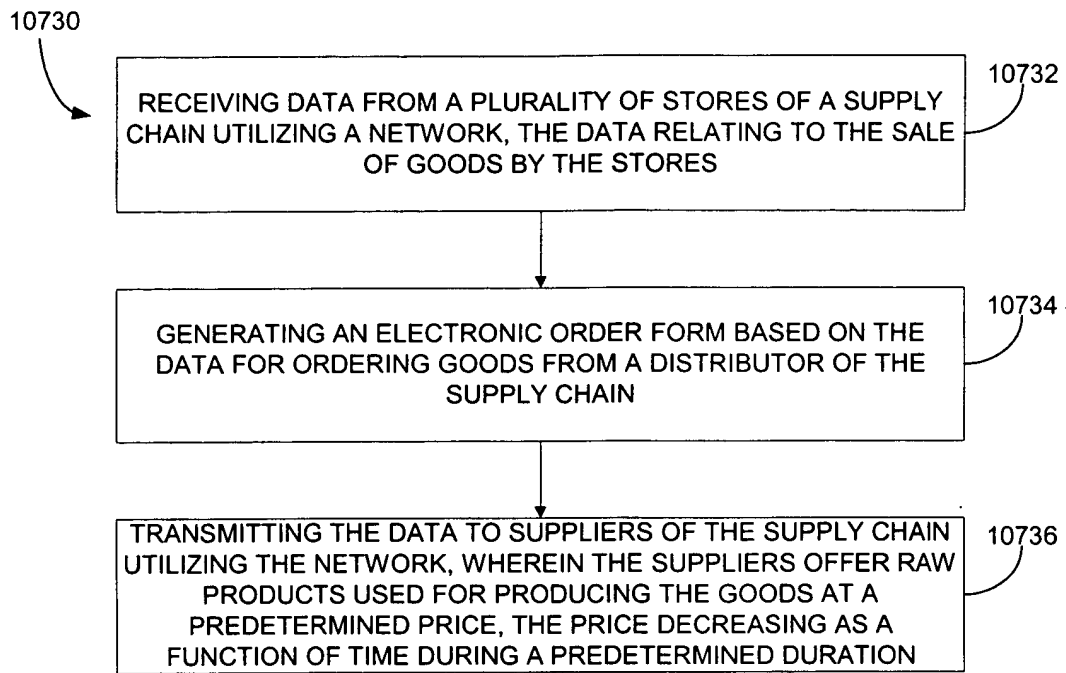 10730
10732
RECEIVING DATA FROM A PLURALITY OF STORES OF A SUPPLY
CHAIN UTILIZING A NETWORK, THE DATA RELATING TO THE SALE
OF GOODS BY THE STORES
10734
GENERATING AN ELECTRONIC ORDER FORM BASED ON THE
DATA FOR ORDERING GOODS FROM A DISTRIBUTOR OF THE
SUPPLY CHAIN
10736
TRANSMITTING THE DATA TO SUPPLIERS OF THE SUPPLY CHAIN
UTILIZING THE NETWORK, WHEREIN THE SUPPLIERS OFFER RAW
PRODUCTS USED FOR PRODUCING THE GOODS AT A
PREDETERMINED PRICE, THE PRICE DECREASING AS A
FUNCTION OF TIME DURING A PREDETERMINED DURATION